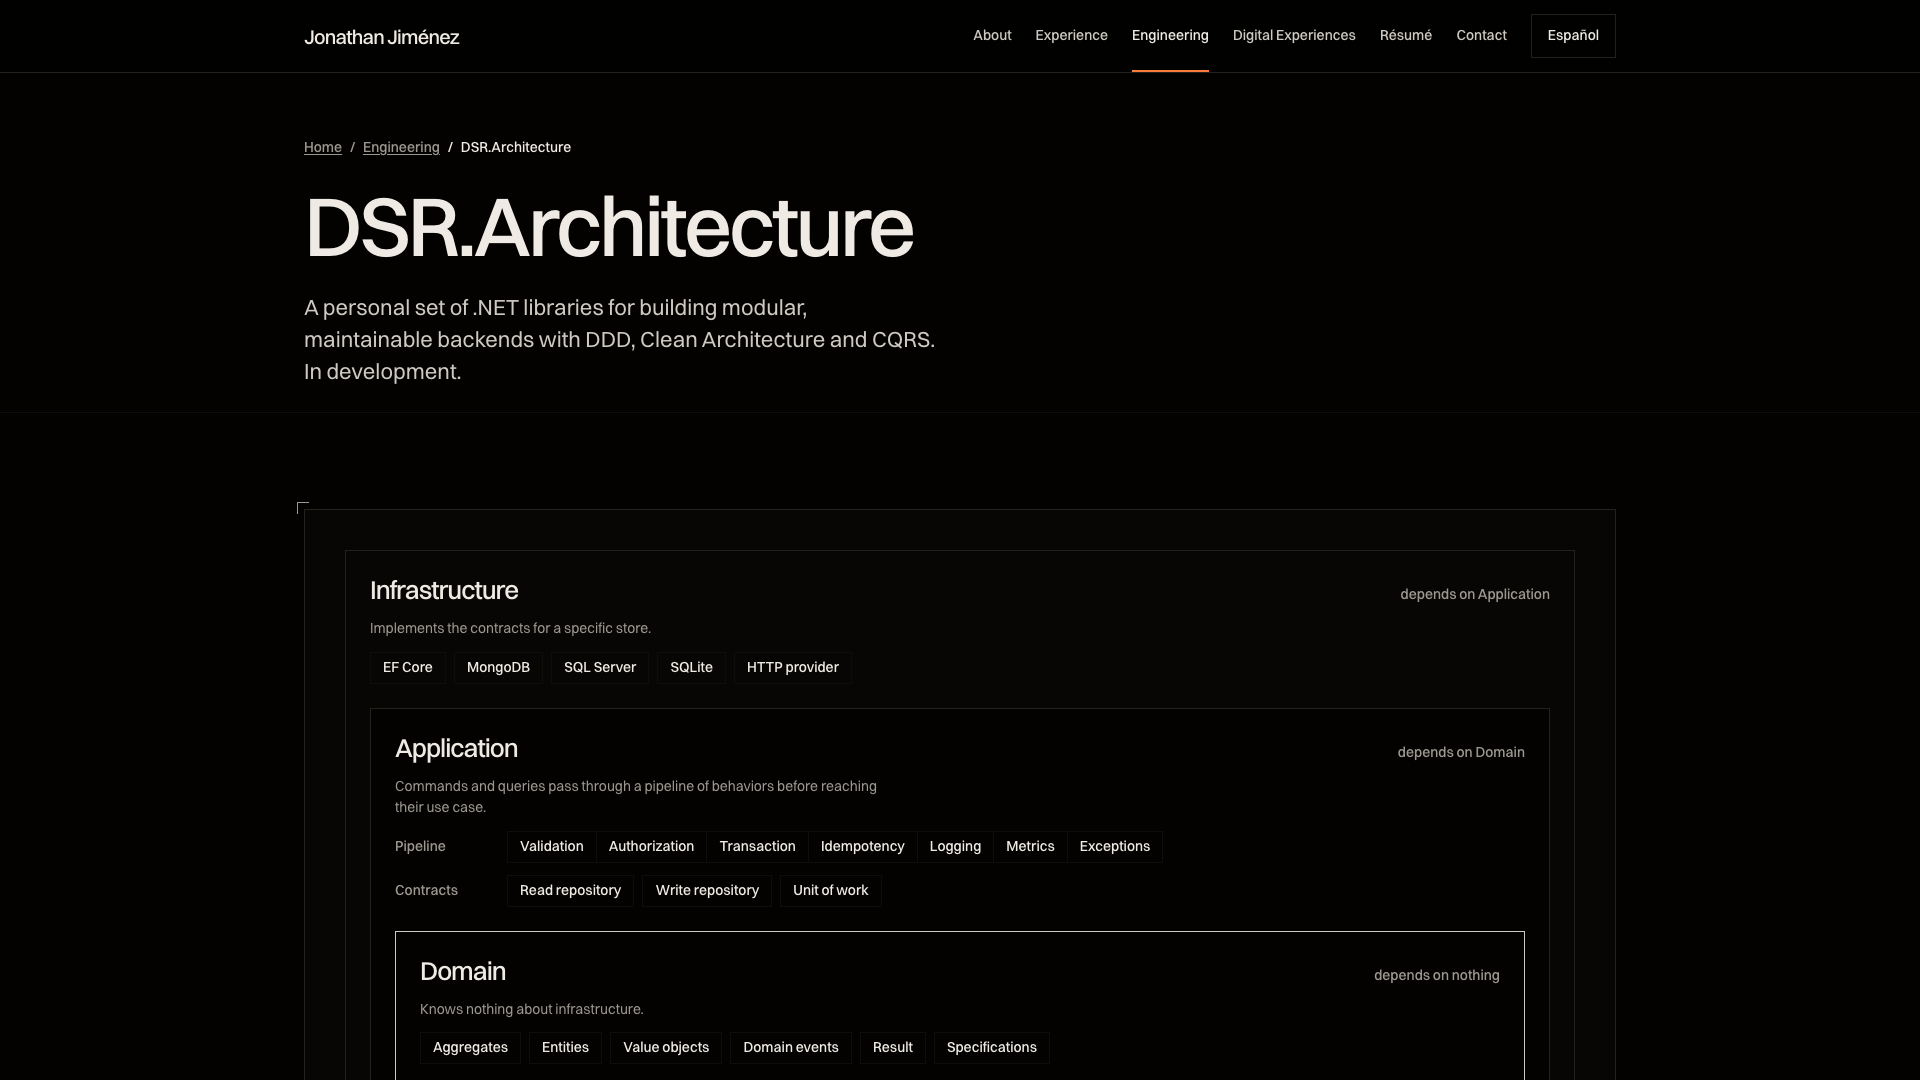 Jonathan Jiménez
About Experience Engineering Digital Experiences Résumé Contact Español
Home / Engineering / DSR.Architecture
DSR.Architecture
A personal set of .NET libraries for building modular,
maintainable backends with DDD, Clean Architecture and CQRS.
In development.
Infrastructure
depends on Application
Implements the contracts for a specific store.
EF Core MongoDB SQL Server SQLite HTTP provider
Application
depends on Domain
Commands and queries pass through a pipeline of behaviors before reaching
their use case.
Pipeline Validation Authorization Transaction Idempotency Logging Metrics Exceptions
Contracts Read repository Write repository Unit of work
Domain
depends on nothing
Knows nothing about infrastructure.
Aggregates Entities Value objects Domain events Result Specifications